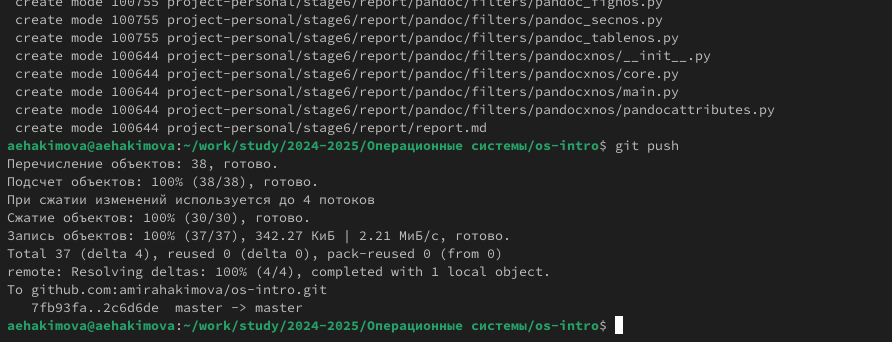 create mode 100755 project-personal/stage6/report/pandoc/filters/pandoc_fignos.py
create mode 100755 project-personal/stage6/report/pandoc/filters/pandoc_secnos.py
create mode 100755 project-personal/stage6/report/pandoc/filters/pandoc_tablenos.py
create mode 100644 project-personal/stage6/report/pandoc/filters/pandocxnos/__init__.py
create mode 100644 project-personal/stage6/report/pandoc/filters/pandocxnos/core.py
create mode 100644 project-personal/stage6/report/pandoc/filters/pandocxnos/main.py
create mode 100644 project-personal/stage6/report/pandoc/filters/pandocxnos/pandocattributes.py
create mode 100644 project-personal/stage6/report/report.md
aehakimova@aehakimova:~/work/study/2024-2025/Операционные системы/os-intro$ git push
Перечисление объектов: 38, готово.
Подсчет объектов: 100% (38/38), готово.
При сжатии изменений используется до 4 потоков
Сжатие объектов: 100% (30/30), готово.
Запись объектов: 100% (37/37), 342.27 КиБ | 2.21 МиБ/с, готово.
Total 37 (delta 4), reused 0 (delta 0), pack-reused 0 (from 0)
remote: Resolving deltas: 100% (4/4), completed with 1 local object.
To github.com:amirahakimova/os-intro.git
7fb93fa..2c6d6de  master -> master
aehakimova@aehakimova:~/work/study/2024-2025/Операционные системы/os-intro$